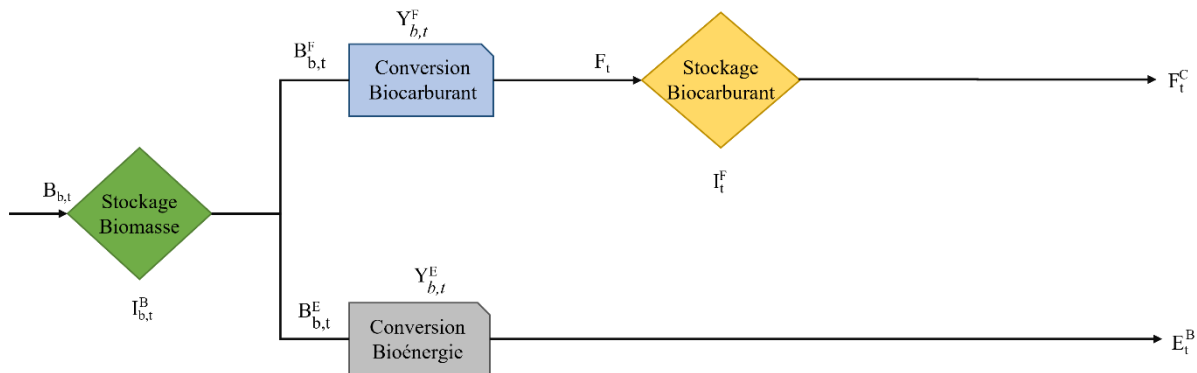 Y^F_{b,t}
B^F_{b,t}
Conversion
Biocarburant
F_t
Stockage
Biocarburant
F^C_t
I^F_t
B_{b,t}
Stockage
Biomasse
I^B_{b,t}
Y^E_{b,t}
B^E_{b,t}
Conversion
Bioénergie
E^B_t